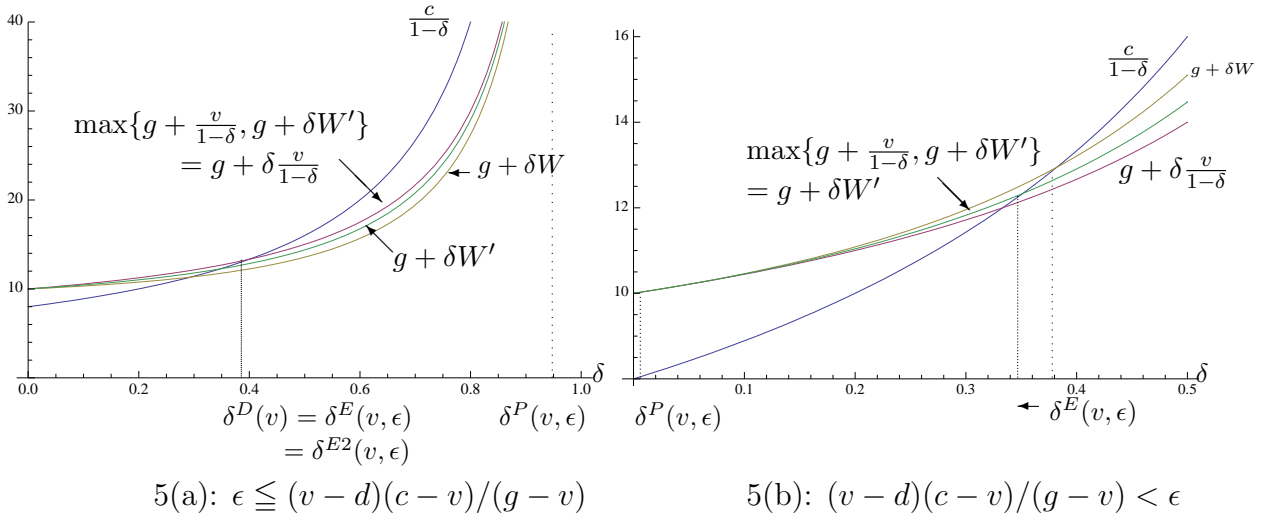 40
30
20
10
0.0 0.2 0.4 0.6 0.8 1.0 δ
c/(1−δ)
max{g + v/(1−δ), g + δW′}
= g + δ v/(1−δ)
g + δW
g + δW′
δ^D(v) = δ^E(v, ϵ)
= δ^{E2}(v, ϵ)
δ^P(v, ϵ)
5(a): ϵ ≦ (v − d)(c − v)/(g − v)
16
14
12
10
0.1 0.2 0.3 0.4 0.5 δ
c/(1−δ)
g + δW
max{g + v/(1−δ), g + δW′}
= g + δW′
g + δ v/(1−δ)
δ^P(v, ϵ)
δ^E(v, ϵ)
5(b): (v − d)(c − v)/(g − v) < ϵ